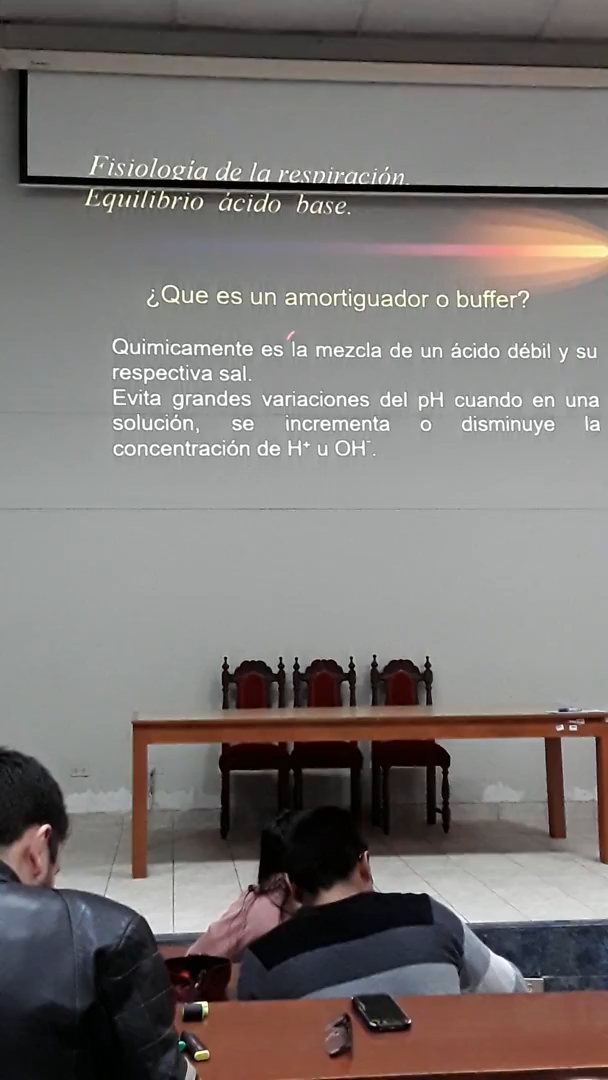 Fisiología de la respiración.
Equilibrio ácido base.
¿Que es un amortiguador o buffer?
Quimicamente es la mezcla de un ácido débil y su
respectiva sal.
Evita grandes variaciones del pH cuando en una
solución, se incrementa o disminuye la
concentración de H⁺ u OH⁻.